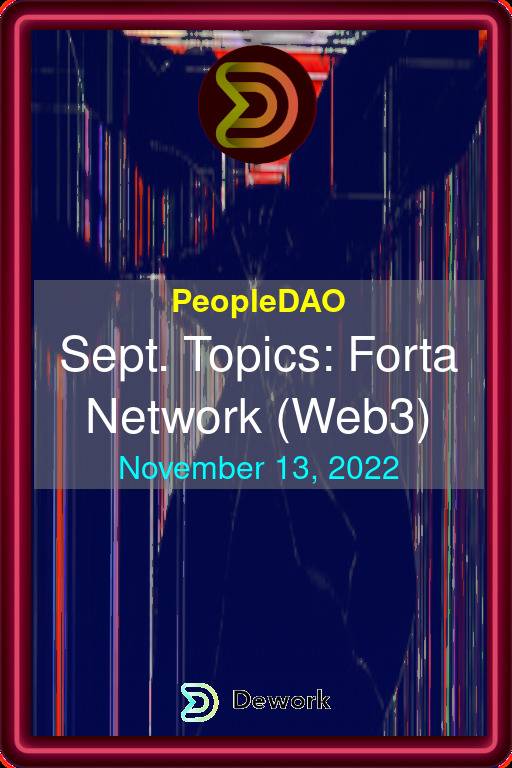 PeopleDAO
Sept. Topics: Forta
Network (Web3)
November 13, 2022
Dework